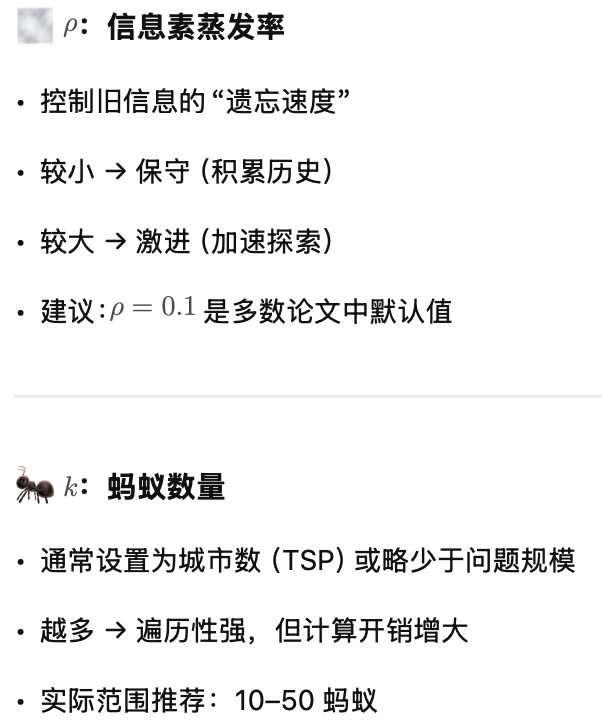 ρ：信息素蒸发率
• 控制旧信息的“遗忘速度”
• 较小 → 保守（积累历史）
• 较大 → 激进（加速探索）
• 建议：ρ = 0.1 是多数论文中默认值
🐜 k：蚂蚁数量
• 通常设置为城市数（TSP）或略少于问题规模
• 越多 → 遍历性强，但计算开销增大
• 实际范围推荐：10–50 蚂蚁